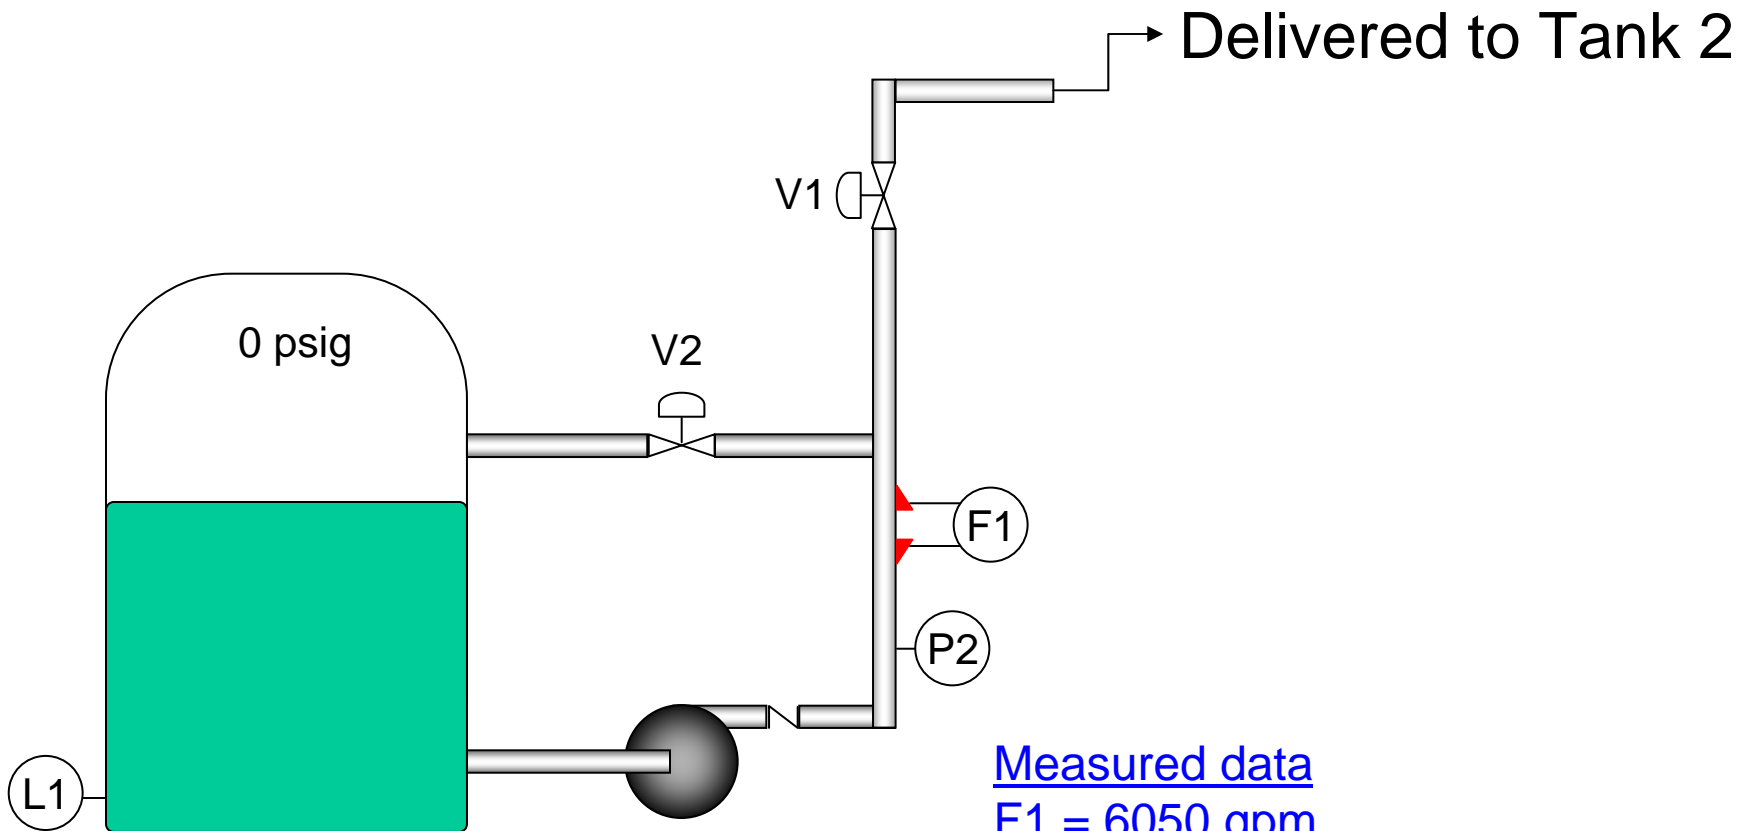 Delivered to Tank 2
V1
0 psig
V2
F1
P2
L1
Measured data
F1 = 6050 gpm